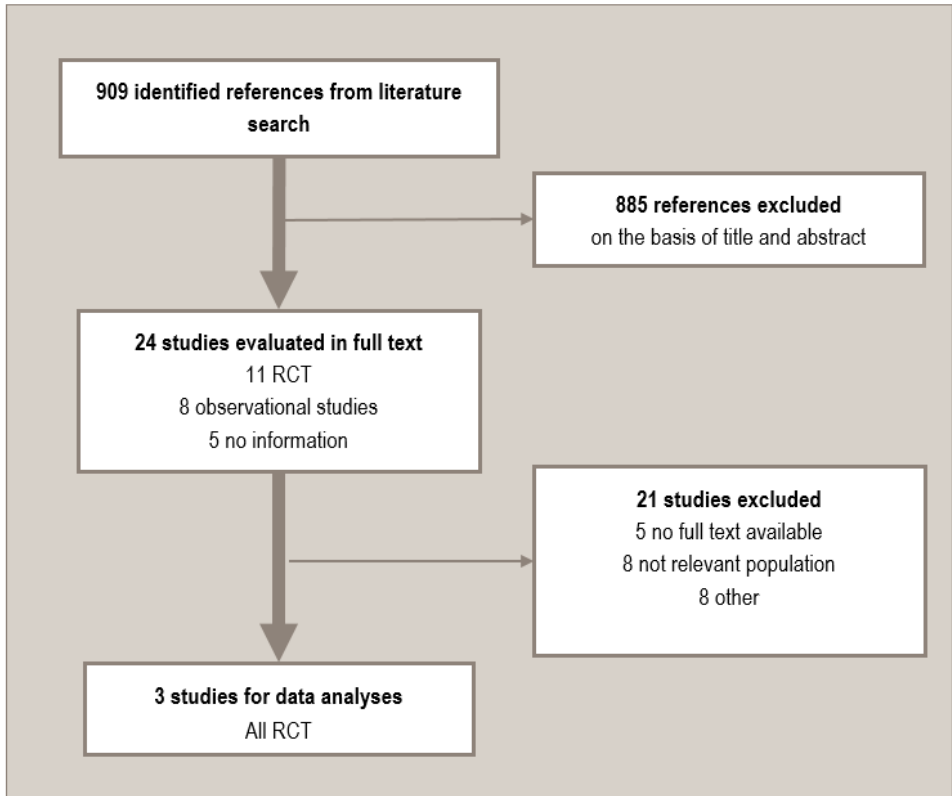 909 identified references from literature
search
885 references excluded
on the basis of title and abstract
24 studies evaluated in full text
11 RCT
8 observational studies
5 no information
21 studies excluded
5 no full text available
8 not relevant population
8 other
3 studies for data analyses
All RCT